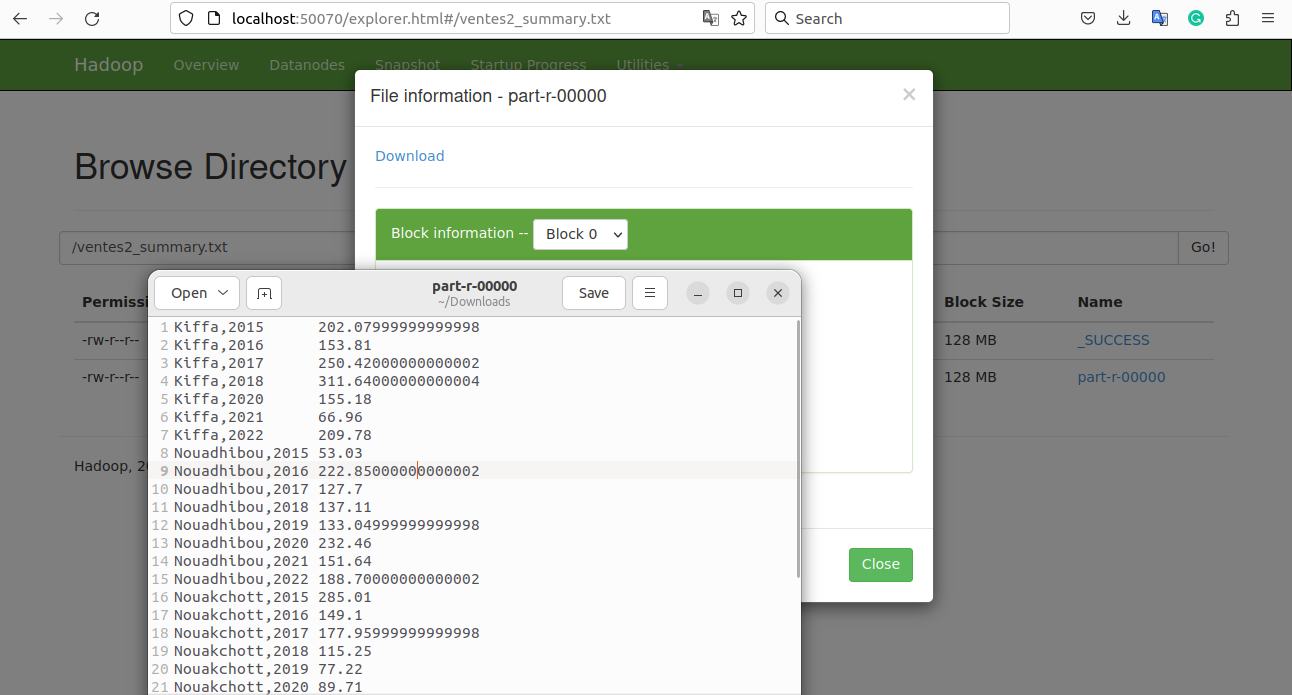 localhost:50070/explorer.html#/ventes2_summary.txt
Search
Hadoop Overview Datanodes Snapshot Startup Progress Utilities
File information - part-r-00000
×
Download
Browse Directory
Block information -- Block 0
/ventes2_summary.txt
Go!
Open
part-r-00000
~/Downloads
Save
Block Size Name
-rw-r--r--
128 MB _SUCCESS
-rw-r--r--
128 MB part-r-00000
Hadoop,
1 Kiffa,2015 202.07999999999998
2 Kiffa,2016 153.81
3 Kiffa,2017 250.42000000000002
4 Kiffa,2018 311.64000000000004
5 Kiffa,2020 155.18
6 Kiffa,2021 66.96
7 Kiffa,2022 209.78
8 Nouadhibou,2015 53.03
9 Nouadhibou,2016 222.85000000000002
10 Nouadhibou,2017 127.7
11 Nouadhibou,2018 137.11
12 Nouadhibou,2019 133.04999999999998
13 Nouadhibou,2020 232.46
14 Nouadhibou,2021 151.64
15 Nouadhibou,2022 188.70000000000002
16 Nouakchott,2015 285.01
17 Nouakchott,2016 149.1
18 Nouakchott,2017 177.95999999999998
19 Nouakchott,2018 115.25
20 Nouakchott,2019 77.22
21 Nouakchott,2020 89.71
Close